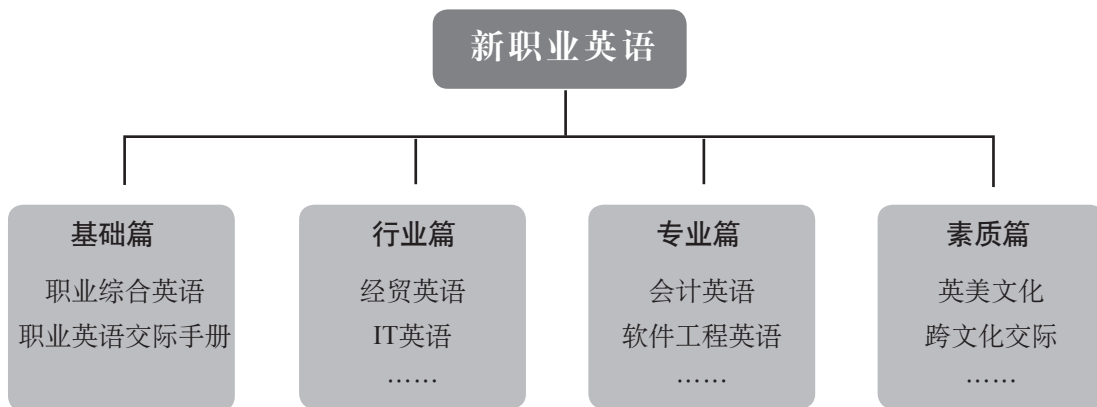 新职业英语
基础篇
职业综合英语
职业英语交际手册
行业篇
经贸英语
IT英语
……
专业篇
会计英语
软件工程英语
……
素质篇
英美文化
跨文化交际
……